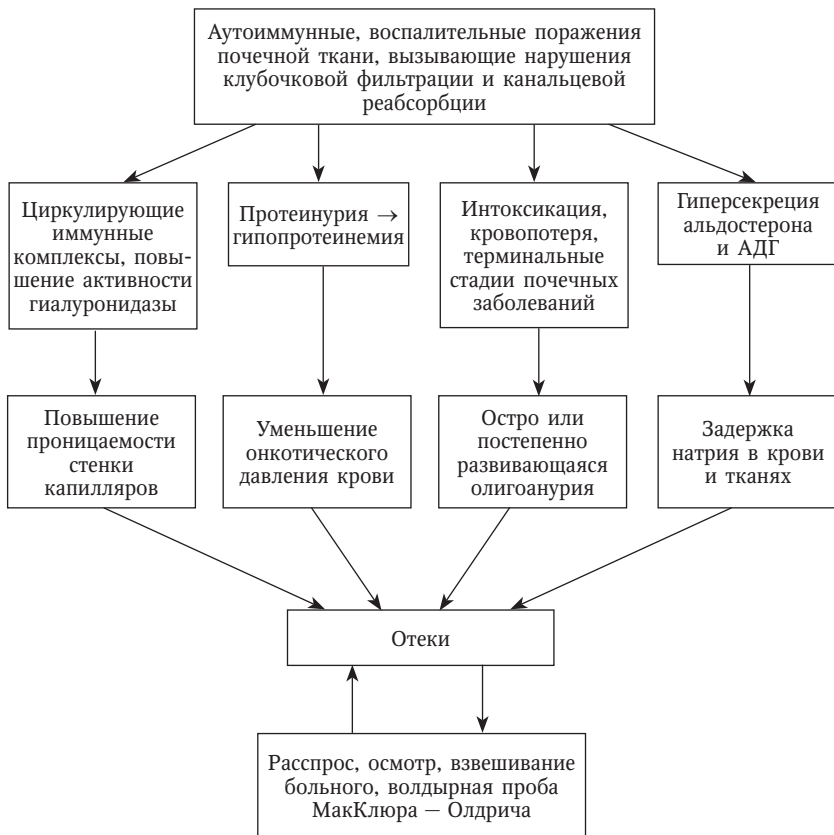 Аутоиммунные, воспалительные поражения
почечной ткани, вызывающие нарушения
клубочковой фильтрации и канальцевой
реабсорбции
Циркулирующие
иммунные
комплексы, повы-
шение активности
гиалуронидазы
Протеинурия →
гипопротеинемия
Интоксикация,
кровопотеря,
терминальные
стадии почечных
заболеваний
Гиперсекреция
альдостерона
и АДГ
Повышение
проницаемости
стенки
капилляров
Уменьшение
онкотического
давления крови
Остро или
постепенно
развивающаяся
олигоанурия
Задержка
натрия в крови
и тканях
Отеки
Расспрос, осмотр, взвешивание
больного, волдырная проба
МакКлюра — Олдрича